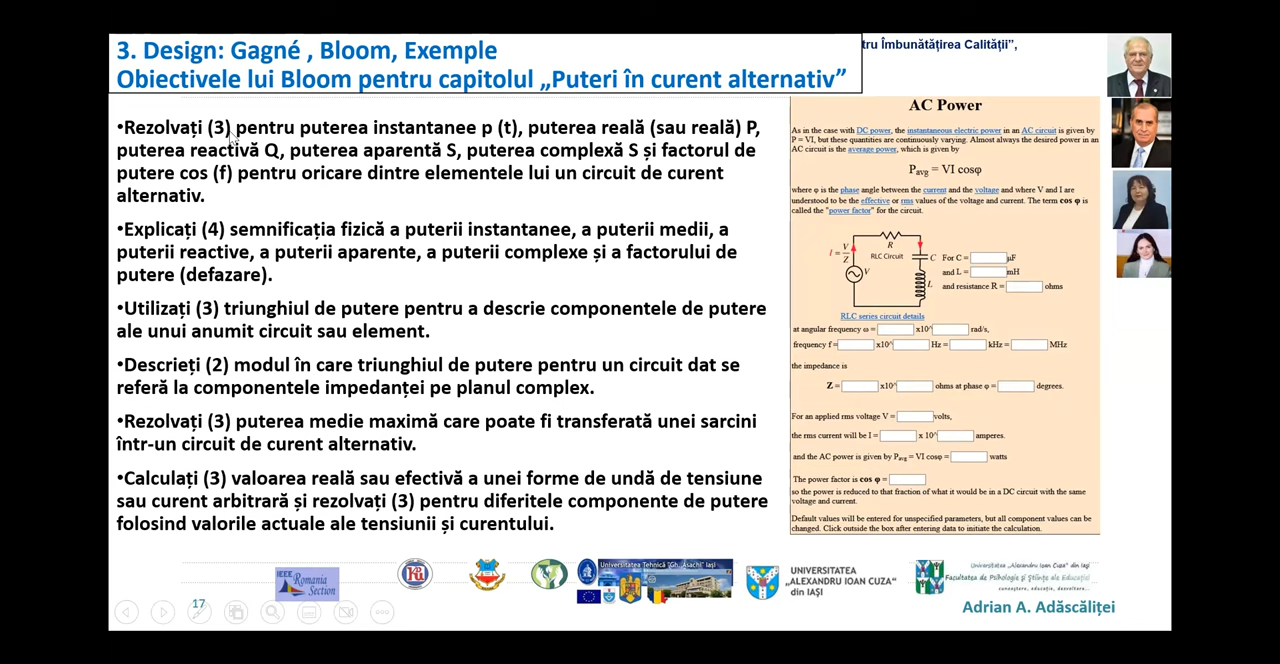 3. Design: Gagné , Bloom, Exemple
Obiectivele lui Bloom pentru capitolul „Puteri în curent alternativ”
tru Îmbunătățirea Calității”,
•Rezolvați (3) pentru puterea instantanee p (t), puterea reală (sau reală) P,
puterea reactivă Q, puterea aparentă S, puterea complexă S și factorul de
putere cos (f) pentru oricare dintre elementele lui un circuit de curent
alternativ.
•Explicați (4) semnificația fizică a puterii instantanee, a puterii medii, a
puterii reactive, a puterii aparente, a puterii complexe și a factorului de
putere (defazare).
•Utilizați (3) triunghiul de putere pentru a descrie componentele de putere
ale unui anumit circuit sau element.
•Descrieți (2) modul în care triunghiul de putere pentru un circuit dat se
referă la componentele impedanței pe planul complex.
•Rezolvați (3) puterea medie maximă care poate fi transferată unei sarcini
într-un circuit de curent alternativ.
•Calculați (3) valoarea reală sau efectivă a unei forme de undă de tensiune
sau curent arbitrară și rezolvați (3) pentru diferitele componente de putere
folosind valorile actuale ale tensiunii și curentului.
AC Power
As in the case with DC power, the instantaneous electric power in an AC circuit is given by
P = VI, but these quantities are continuously varying. Almost always the desired power in an
AC circuit is the average power, which is given by
Pavg = VI cosφ
where φ is the phase angle between the current and the voltage and where V and I are
understood to be the effective or rms values of the voltage and current. The term cos φ is
called the "power factor" for the circuit.
I = V/Z
V
R
RLC Circuit
C
L
For C = μF
and L = mH
and resistance R = ohms
RLC series circuit details
at angular frequency ω = x10^ rad/s,
frequency f = x10^ Hz = kHz = MHz
the impedance is
Z = x10^ ohms at phase φ = degrees.
For an applied rms voltage V = volts,
the rms current will be I = x 10^ amperes.
and the AC power is given by Pavg = VI cosφ = watts
The power factor is cos φ =
so the power is reduced to that fraction of what it would be in a DC circuit with the same
voltage and current.
Default values will be entered for unspecified parameters, but all component values can be
changed. Click outside the box after entering data to initiate the calculation.
IEEE
Romania
Section
Universitatea Tehnică "Gh. Asachi" Iași
UNIVERSITATEA
„ALEXANDRU IOAN CUZA”
din IAȘI
Universitatea „Alexandru Ioan Cuza” din Iași
Facultatea de Psihologie și Științe ale Educației
cunoaștere, educație, dezvoltare...
17
Adrian A. Adăscăliței